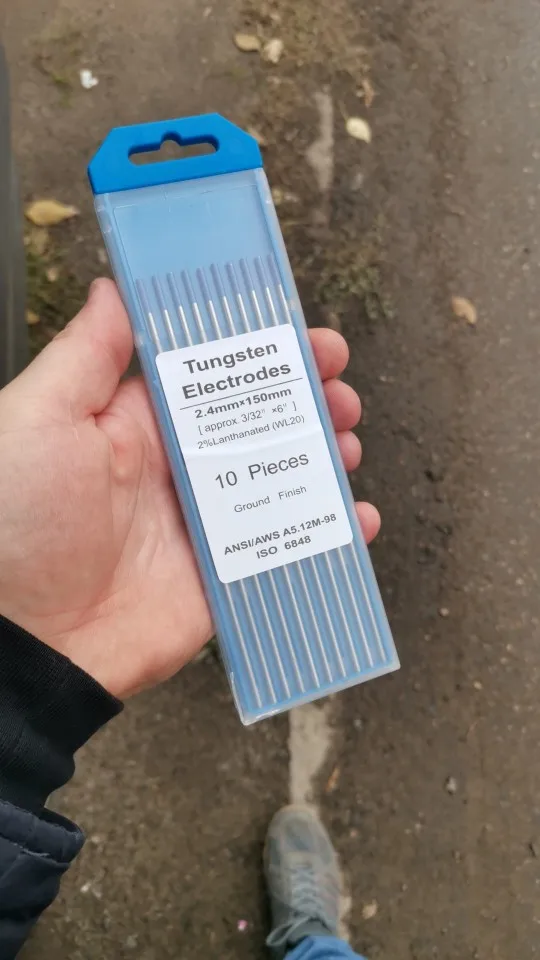 Tungsten
Electrodes
2.4mm×150mm
[ approx. 3/32" ×6" ]
2%Lanthanated (WL20)
10 Pieces
Ground Finish
ANSI/AWS A5.12M-98
ISO 6848